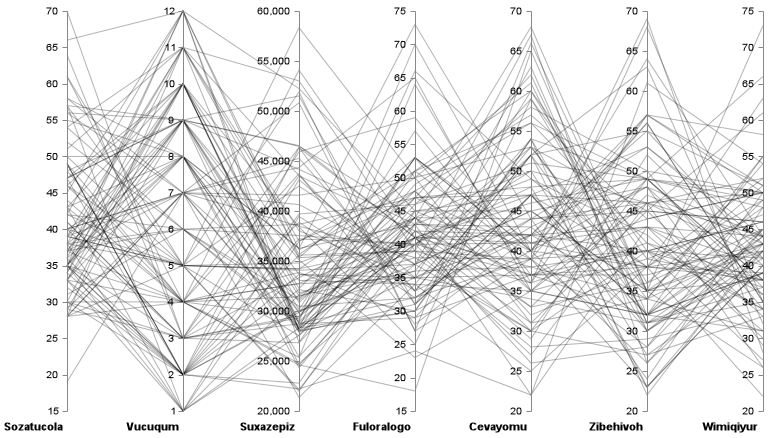 70 12 60,000 75 70 70 75
65 11 55,000 70 65 65 70
60 10 50,000 65 60 60 65
55 9 45,000 60 55 55 60
50 8 40,000 55 50 50 55
45 7 35,000 50 45 45 50
40 6 30,000 45 40 40 45
35 5 25,000 40 35 35 40
30 4 20,000 35 30 30 35
25 3 30 25 25 30
20 2 25 20 20 25
15 1 20 20
15
Sozatucola Vucuqum Suxazepiz Fuloralogo Cevayomu Zibehivoh Wimiqiyur